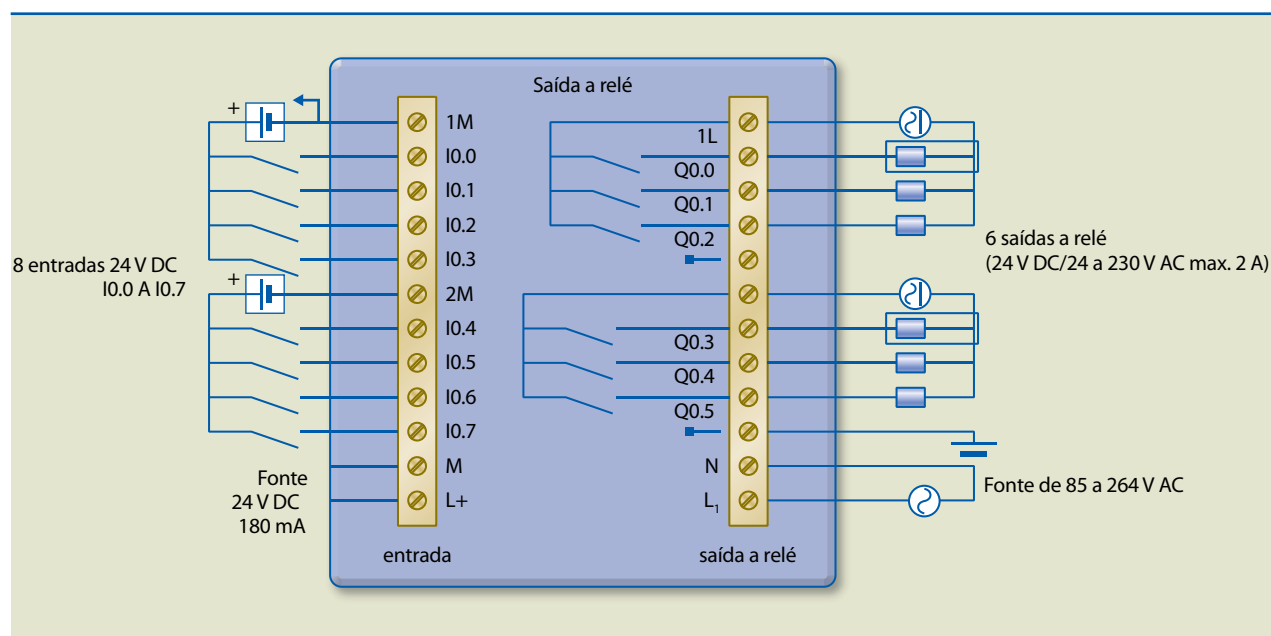 Saída a relé
8 entradas 24 V DC
I0.0 A I0.7
+
+
Fonte
24 V DC
180 mA
1M
I0.0
I0.1
I0.2
I0.3
2M
I0.4
I0.5
I0.6
I0.7
M
L+
entrada
1L
Q0.0
Q0.1
Q0.2
Q0.3
Q0.4
Q0.5
N
L1
saída a relé
6 saídas a relé
(24 V DC/24 a 230 V AC max. 2 A)
Fonte de 85 a 264 V AC